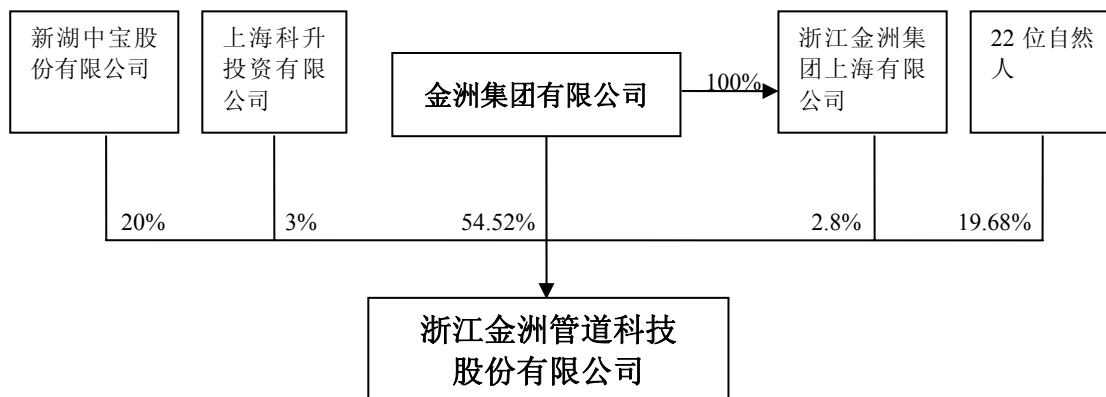 新湖中宝股
份有限公司
上海科升
投资有限
公司
金洲集团有限公司
100%
浙江金洲集
团上海有限
公司
22 位自然
人
20%
3%
54.52%
2.8%
19.68%
浙江金洲管道科技
股份有限公司